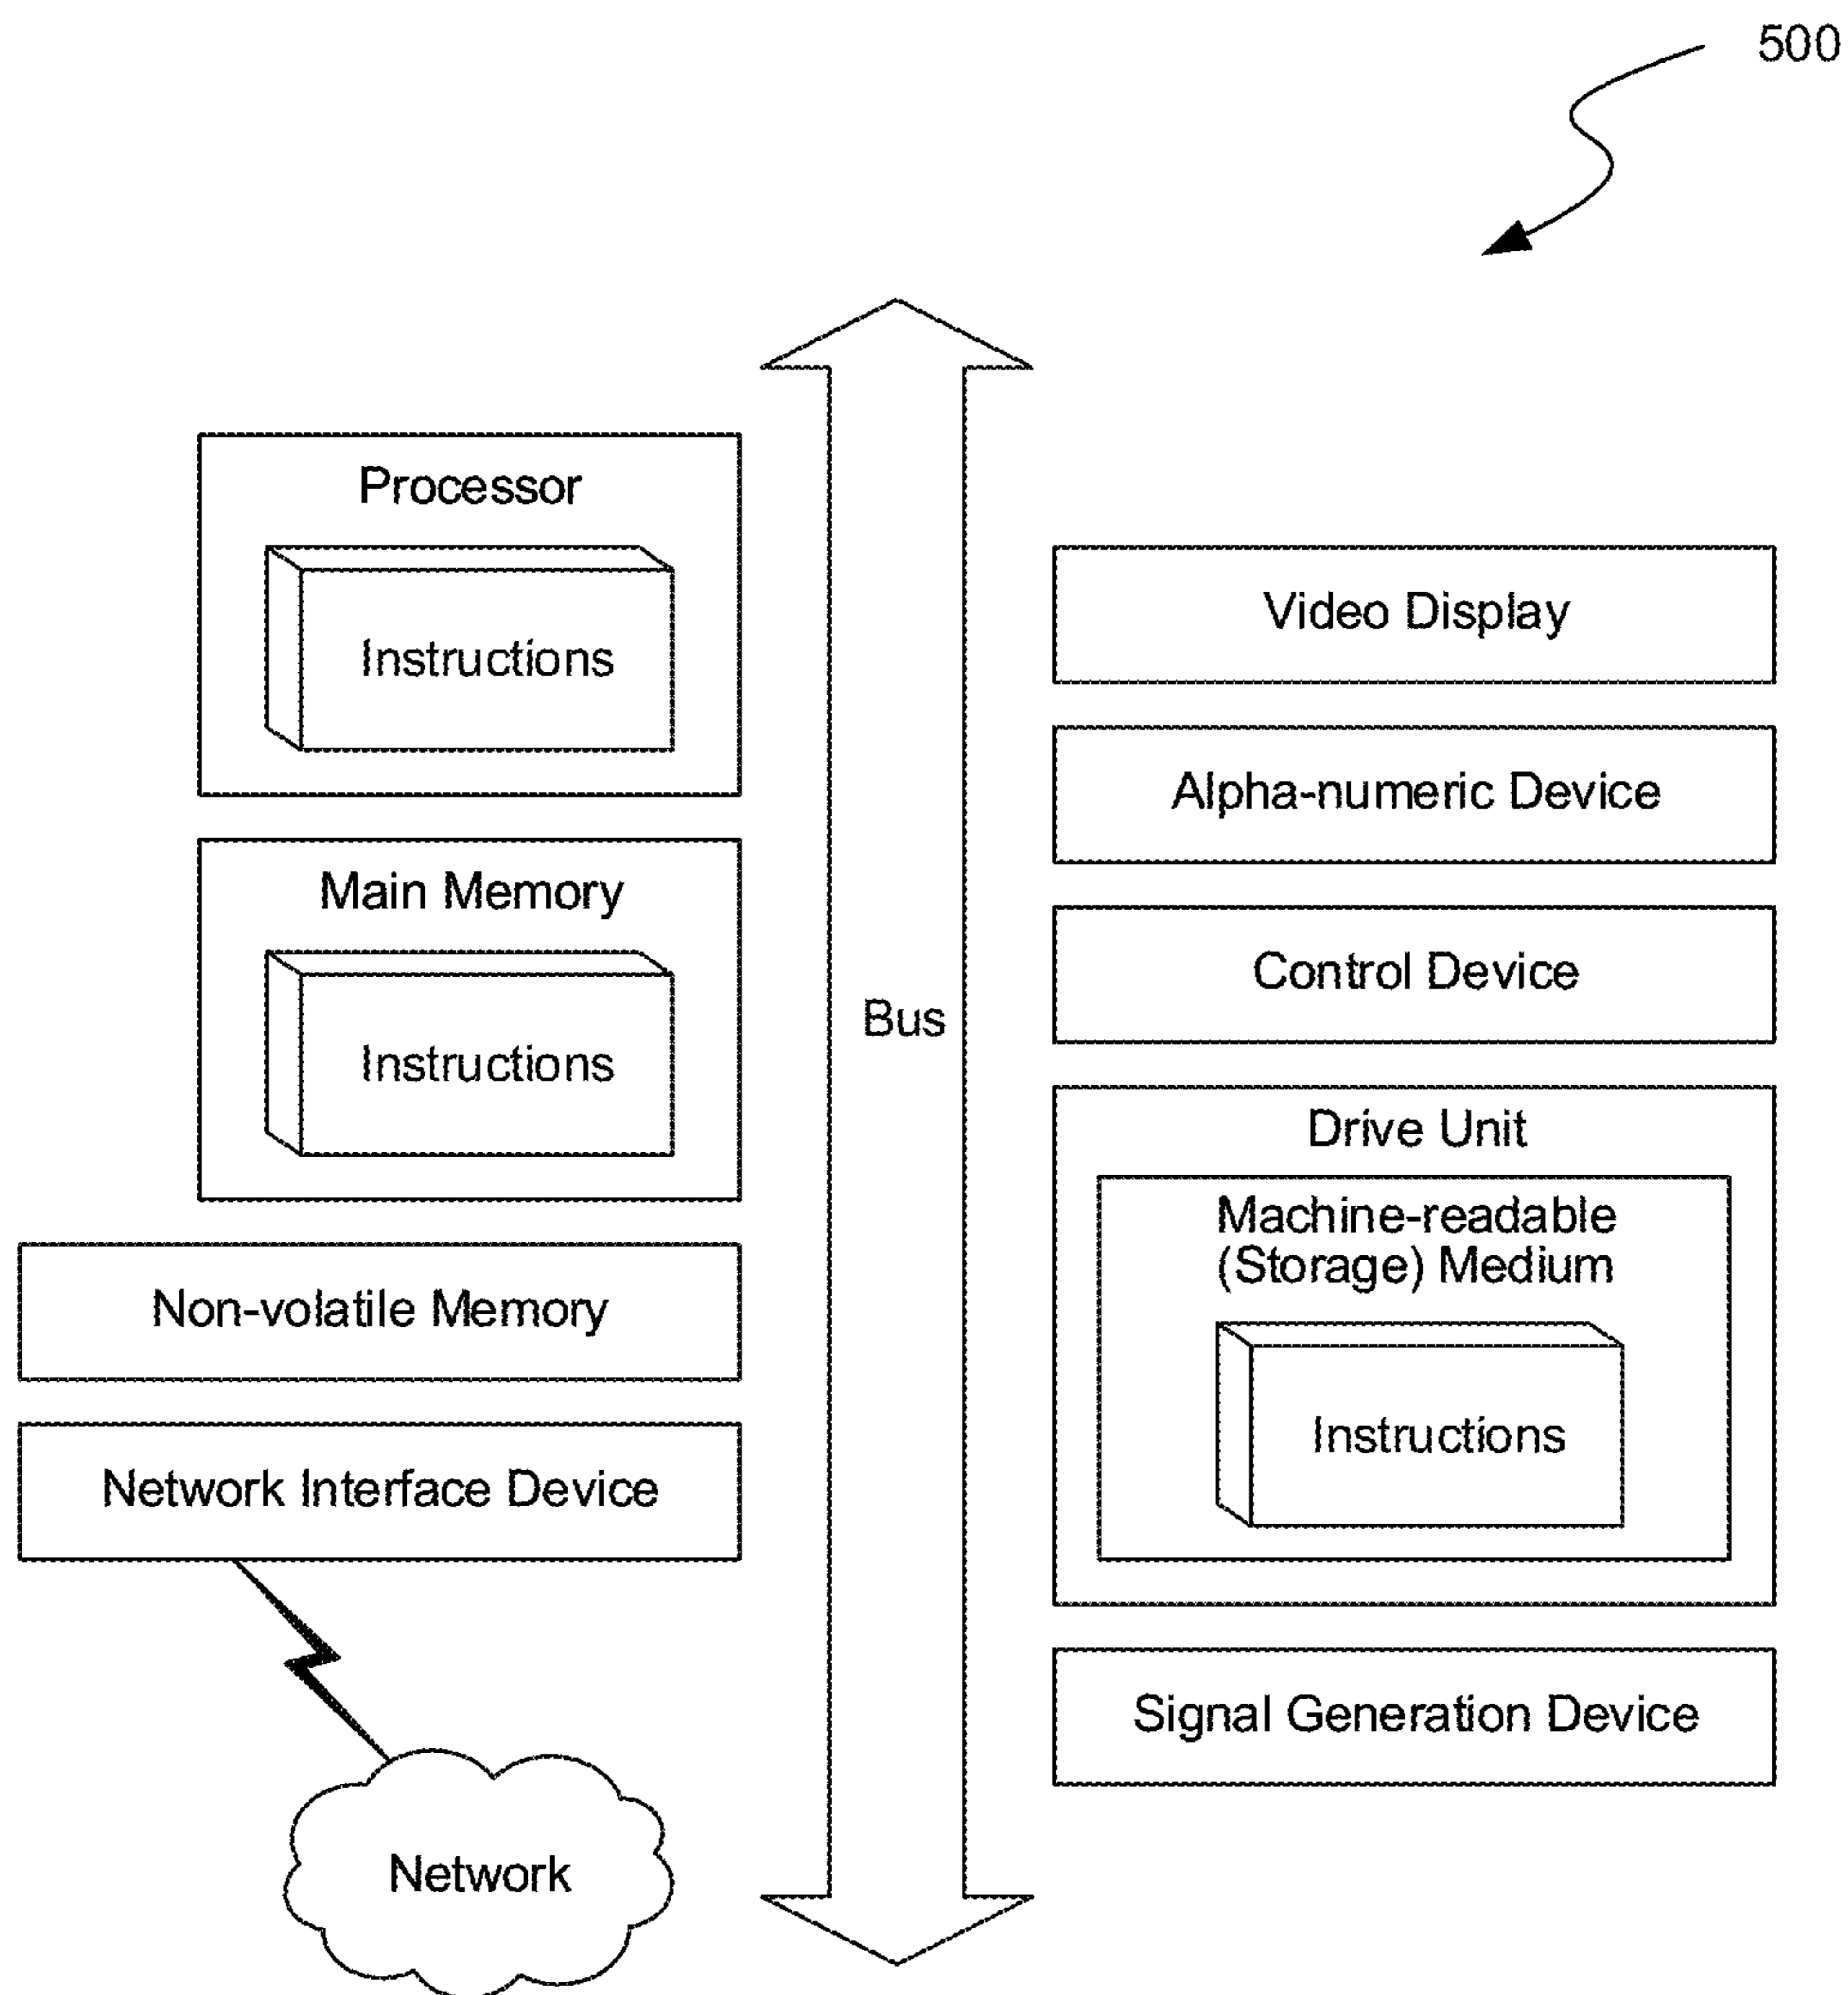 500
Processor
Instructions
Main Memory
Instructions
Non-volatile Memory
Network Interface Device
Network
Bus
Video Display
Alpha-numeric Device
Control Device
Drive Unit
Machine-readable
(Storage) Medium
Instructions
Signal Generation Device